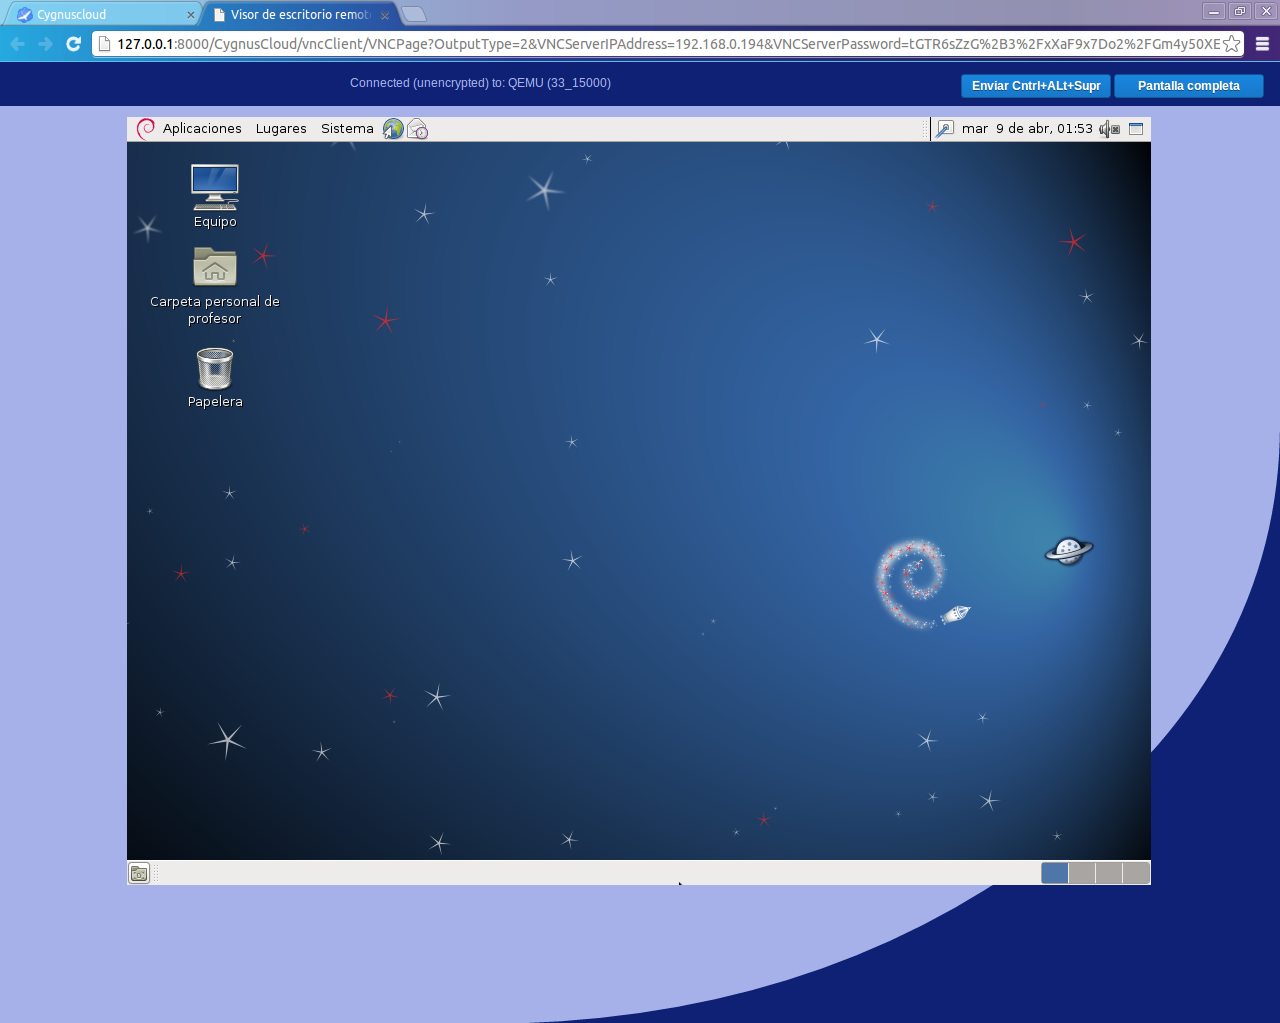 Cygnuscloud
Visor de escritorio remot
127.0.0.1:8000/CygnusCloud/vncClient/VNCPage?OutputType=2&VNCServerIPAddress=192.168.0.194&VNCServerPassword=tGTR6sZzG%2B3%2FxXaF9x7Do2%2FGm4y50XE
Connected (unencrypted) to: QEMU (33_15000)
Enviar Cntrl+ALt+Supr
Pantalla completa
Aplicaciones Lugares Sistema
mar 9 de abr, 01:53
Equipo
Carpeta personal de
profesor
Papelera